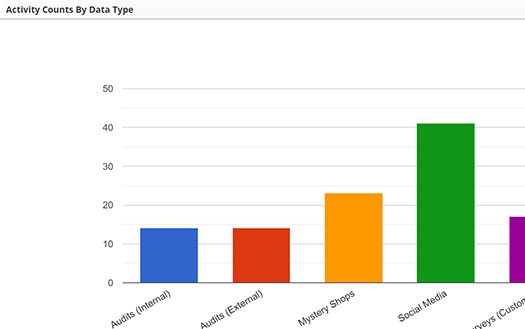 Activity Counts By Data Type
50
40
30
20
10
0
Audits (Internal)
Audits (External)
Mystery Shops
Social Media